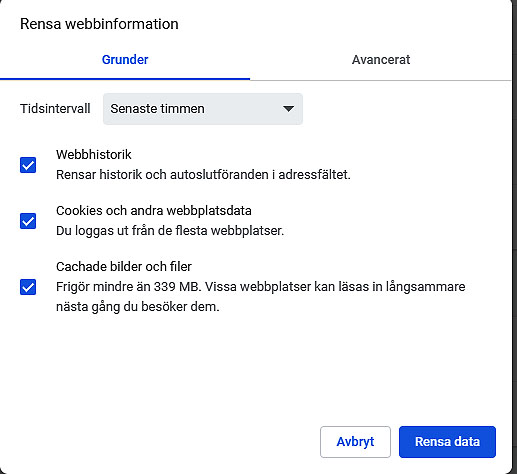 Rensa webbinformation
Grunder
Avancerat
Tidsintervall
Senaste timmen
Webbhistorik
Rensar historik och autoslutföranden i adressfältet.
Cookies och andra webbplatsdata
Du loggas ut från de flesta webbplatser.
Cachade bilder och filer
Frigör mindre än 339 MB. Vissa webbplatser kan läsas in långsammare
nästa gång du besöker dem.
Avbryt
Rensa data